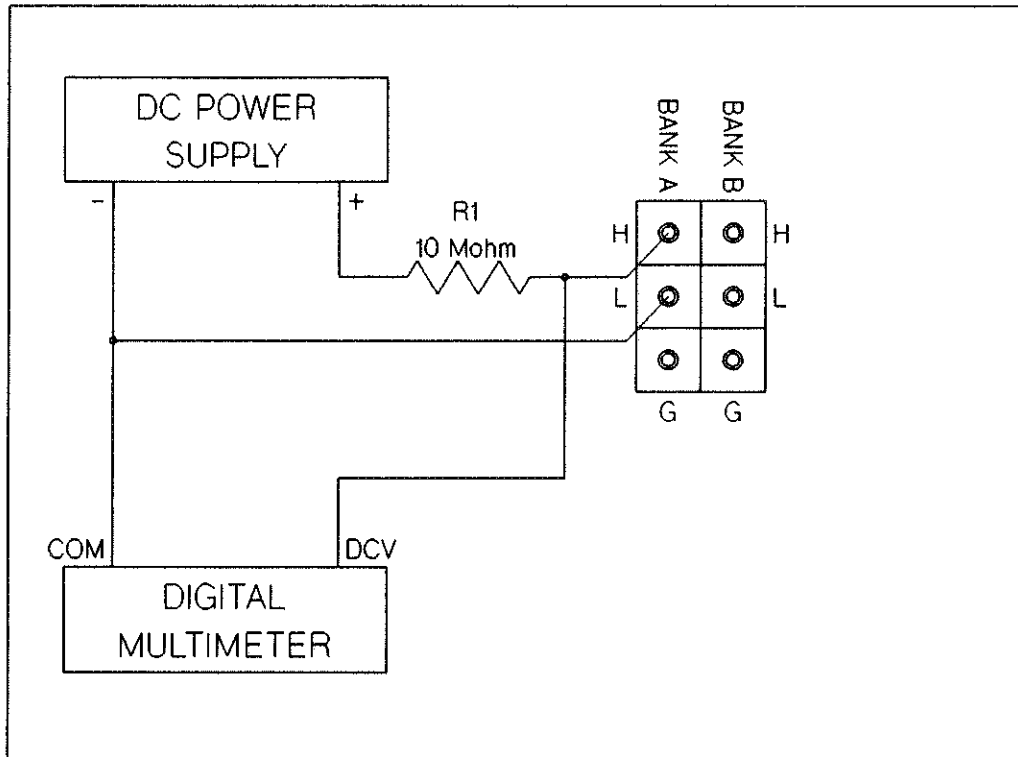 DC POWER
SUPPLY
-
+
R1
10 Mohm
BANK A
BANK B
H
H
L
L
G
G
COM
DCV
DIGITAL
MULTIMETER